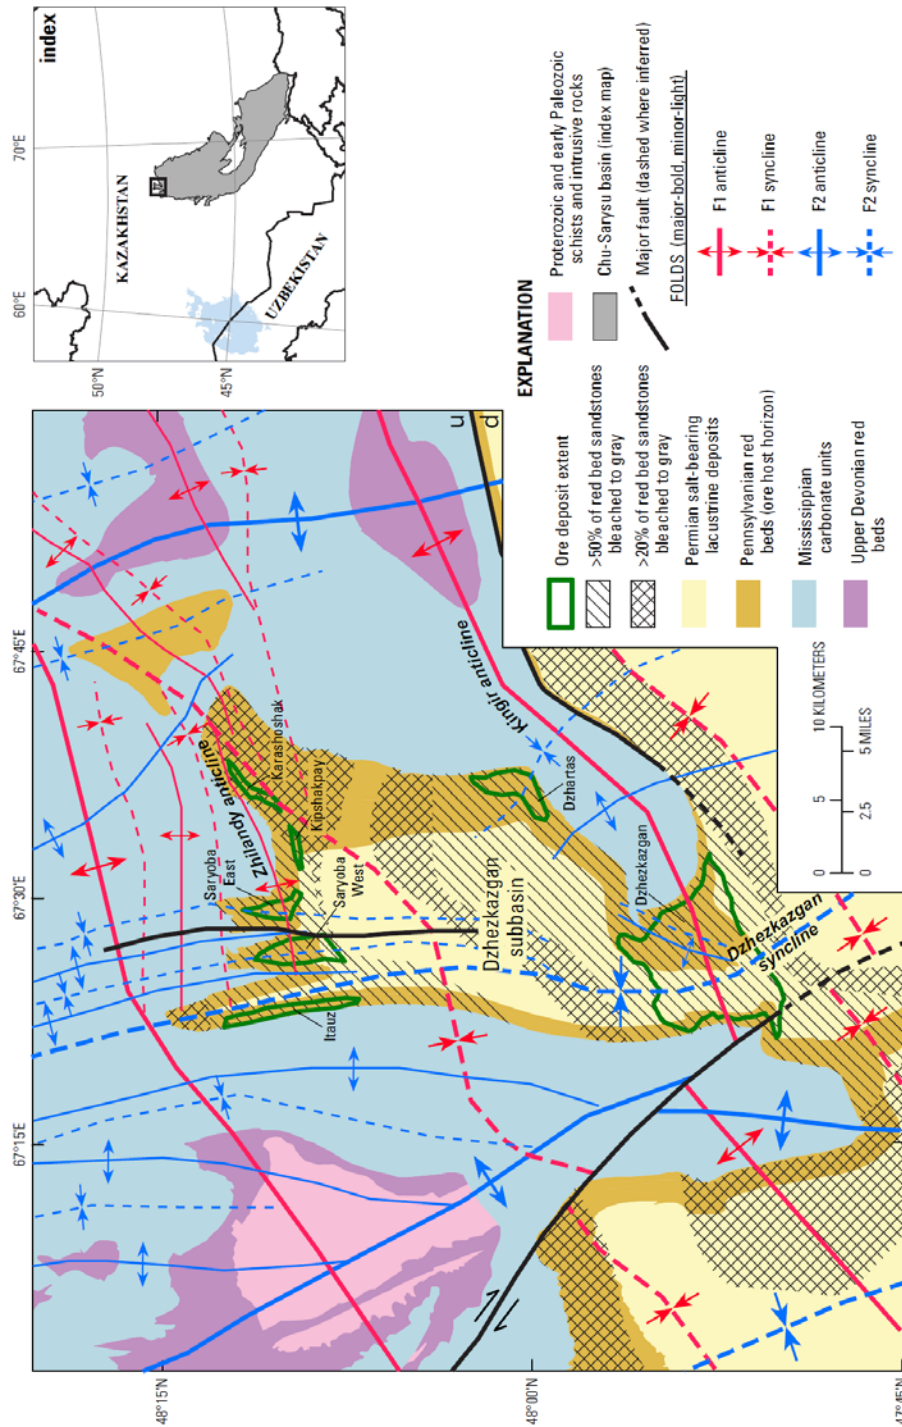 index
70°E
60°E
50°N
45°N
KAZAKHSTAN
UZBEKISTAN
48°15'N
48°00'N
47°45'N
67°15'E
67°30'E
67°45'E
u
d
Kingir anticline
Zhilandy anticline
Karashoshak
Kipshakpay
Saryoba
East
Saryoba
West
Itauz
Dzhartas
Dzhezkazgan
subbasin
Dzhezkazgan
Dzhezkazgan
syncline
0 5 10 KILOMETERS
0 2.5 5 MILES
EXPLANATION
Ore deposit extent
>50% of red bed sandstones
bleached to gray
>20% of red bed sandstones
bleached to gray
Permian salt-bearing
lacustrine deposits
Pennsylvanian red
beds (ore host horizon)
Mississippian
carbonate units
Upper Devonian red
beds
Proterozoic and early Paleozoic
schists and intrusive rocks
Chu-Sarysu basin (index map)
Major fault (dashed where inferred)
FOLDS (major-bold, minor-light)
F1 anticline
F1 syncline
F2 anticline
F2 syncline